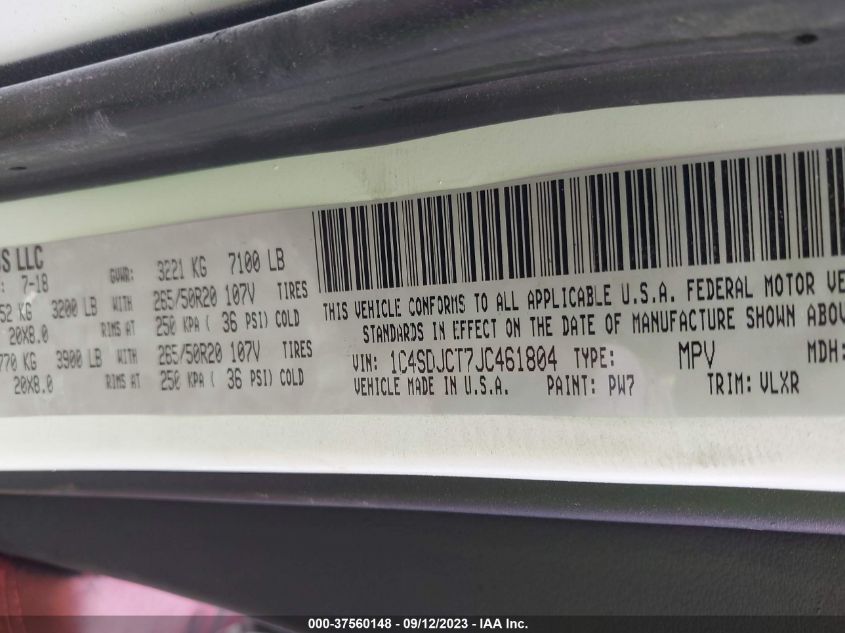 US LLC
: 7-18 GVWR: 3221 KG 7100 LB
52 KG 3200 LB WITH 265/50R20 107V TIRES
20X8.0 RIMS AT 250 KPA ( 36 PSI) COLD
770 KG 3900 LB WITH 265/50R20 107V TIRES
20X8.0 RIMS AT 250 KPA ( 36 PSI) COLD
THIS VEHICLE CONFORMS TO ALL APPLICABLE U.S.A. FEDERAL MOTOR VE
STANDARDS IN EFFECT ON THE DATE OF MANUFACTURE SHOWN ABOV
VIN: 1C4SDJCT7JC461804 TYPE: MPV MDH:
VEHICLE MADE IN U.S.A. PAINT: PW7 TRIM: VLXR
000-37560148 - 09/12/2023 - IAA Inc.